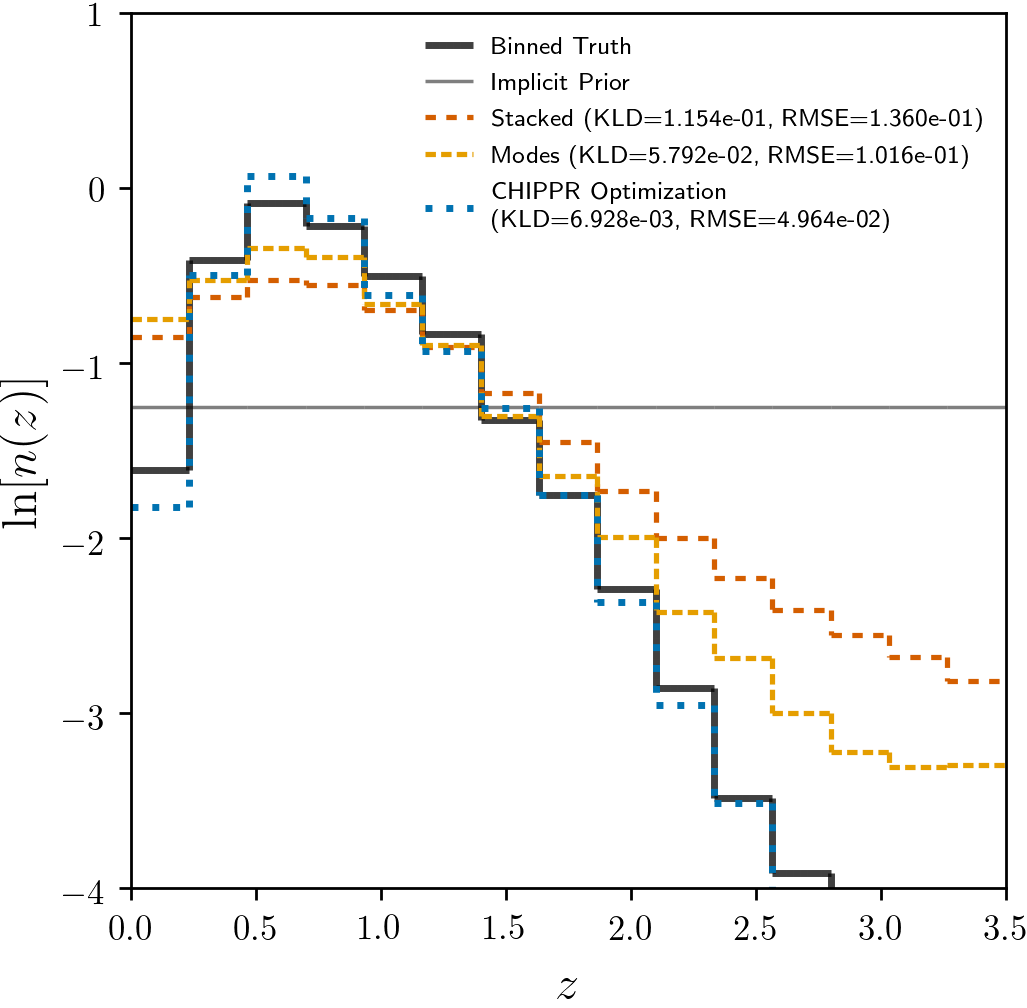 1
0
−1
−2
−3
−4
ln[n(z)]
Binned Truth
Implicit Prior
Stacked (KLD=1.154e-01, RMSE=1.360e-01)
Modes (KLD=5.792e-02, RMSE=1.016e-01)
CHIPPR Optimization
(KLD=6.928e-03, RMSE=4.964e-02)
0.0 0.5 1.0 1.5 2.0 2.5 3.0 3.5
z